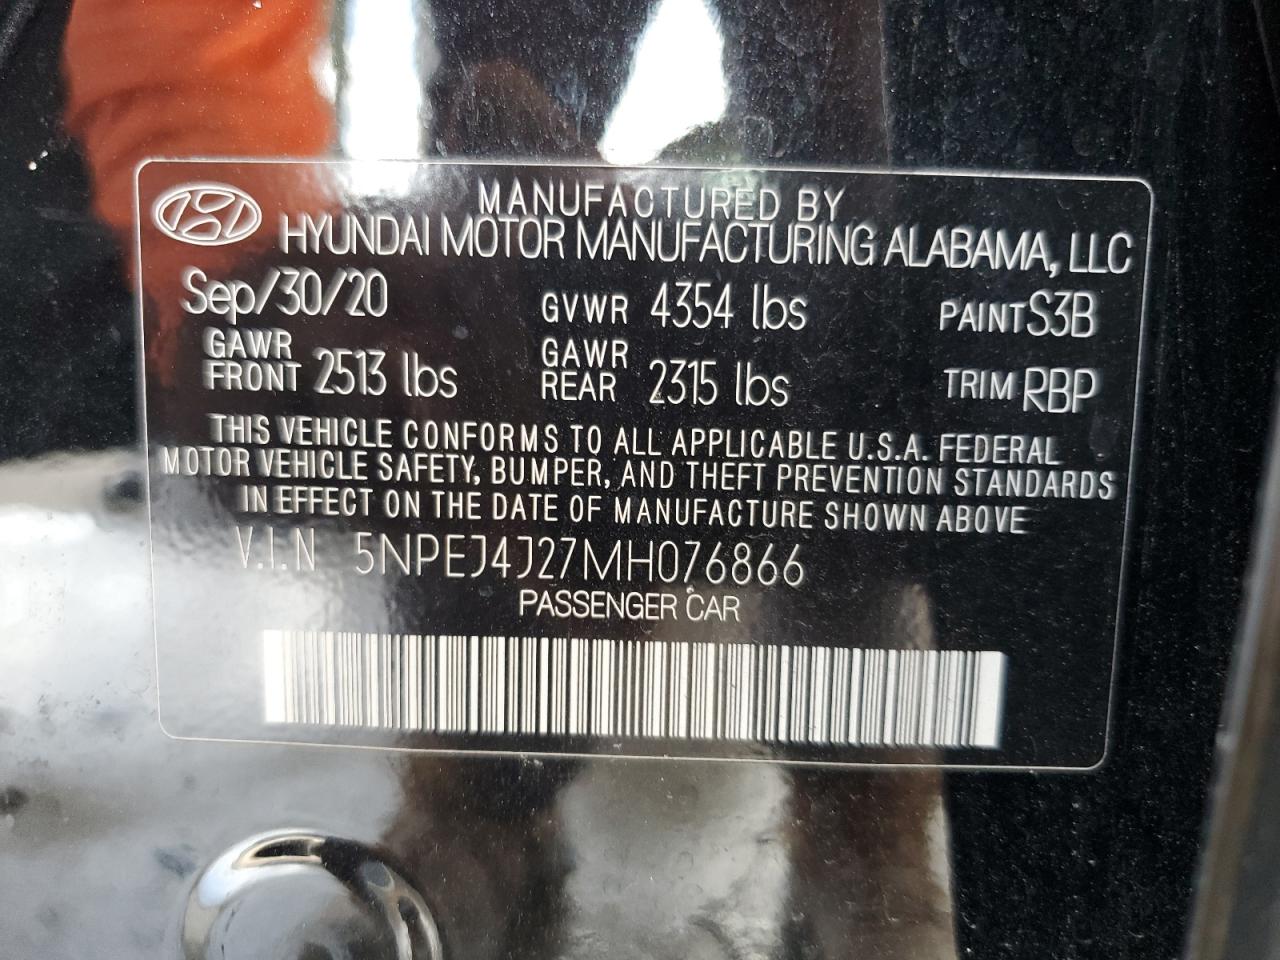 MANUFACTURED BY
HYUNDAI MOTOR MANUFACTURING ALABAMA, LLC
Sep/30/20 GVWR 4354 lbs PAINT S3B
GAWR FRONT 2513 lbs GAWR REAR 2315 lbs TRIM RBP
THIS VEHICLE CONFORMS TO ALL APPLICABLE U.S.A. FEDERAL
MOTOR VEHICLE SAFETY, BUMPER, AND THEFT PREVENTION STANDARDS
IN EFFECT ON THE DATE OF MANUFACTURE SHOWN ABOVE
V.I.N 5NPEJ4J27MH076866
PASSENGER CAR